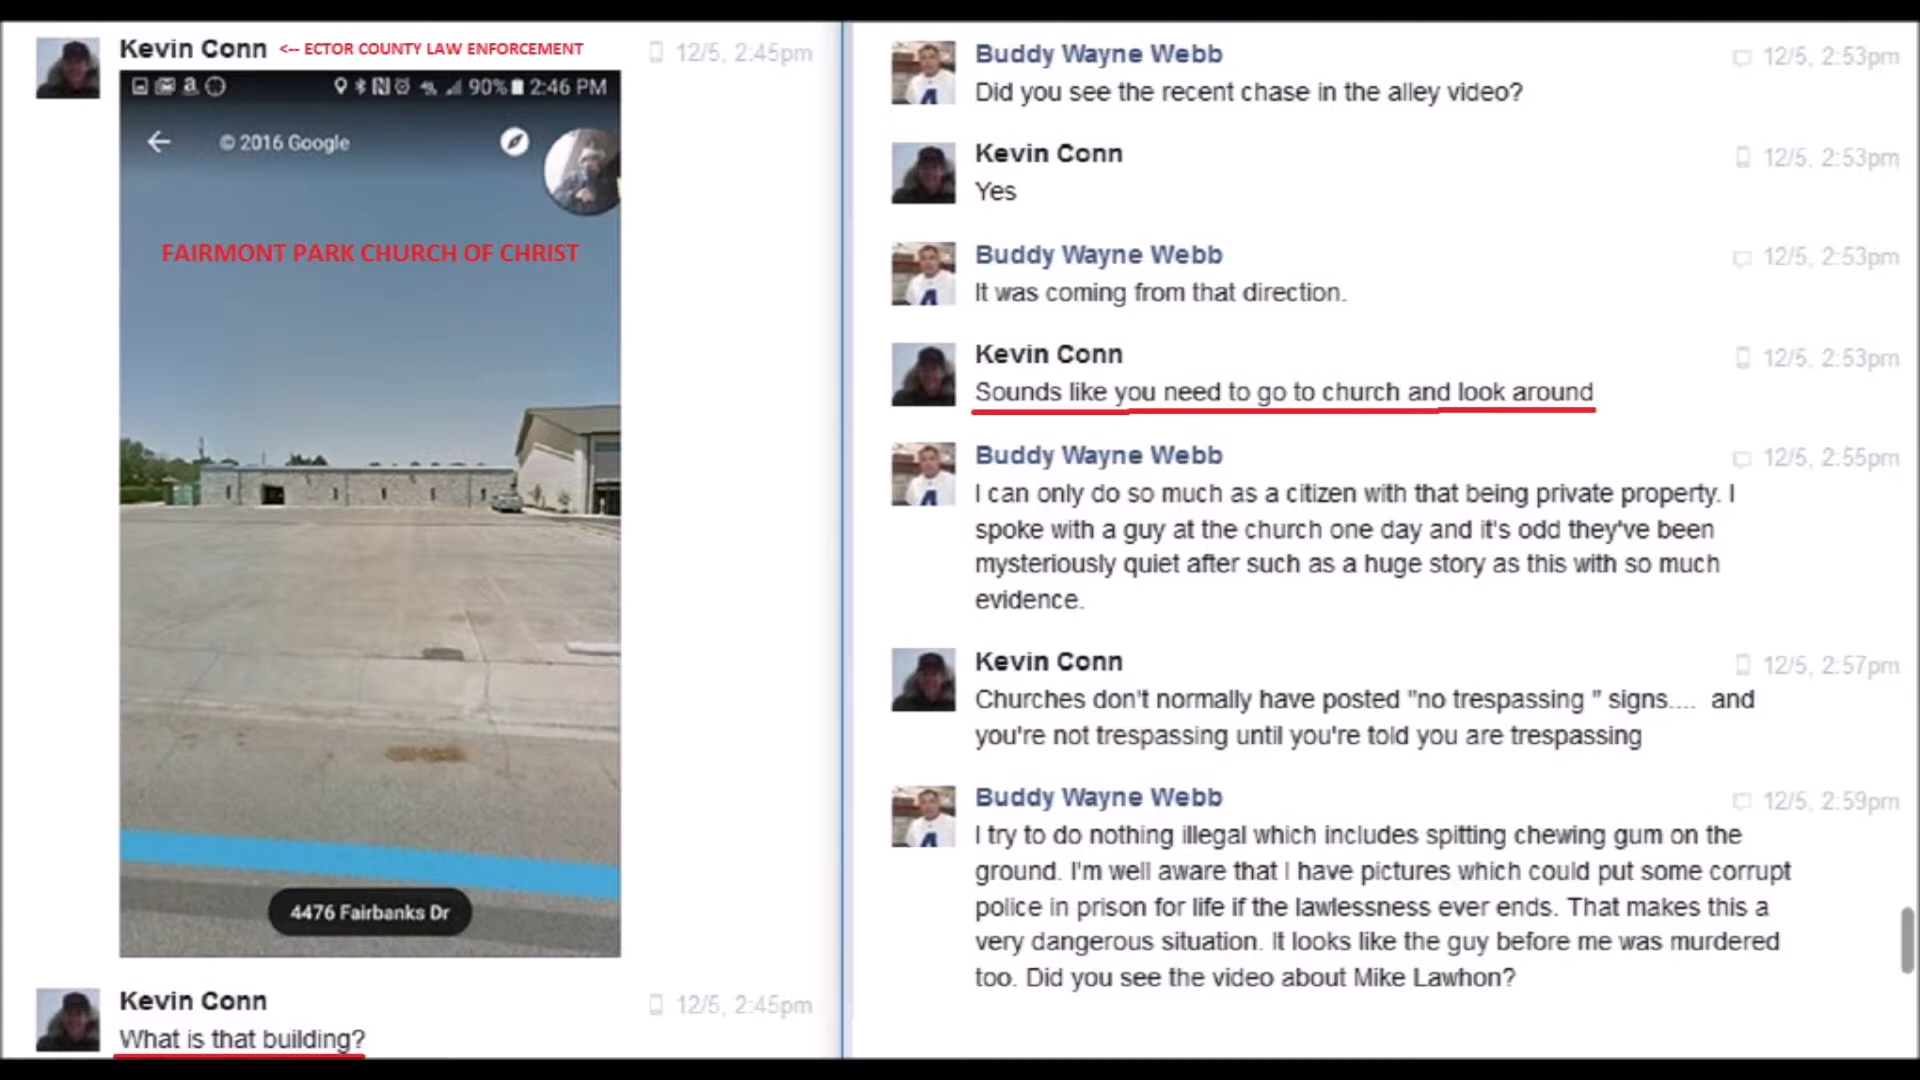 Kevin Conn <-- ECTOR COUNTY LAW ENFORCEMENT 12/5, 2:45pm
90% 2:46 PM
© 2016 Google
FAIRMONT PARK CHURCH OF CHRIST
4476 Fairbanks Dr
Kevin Conn 12/5, 2:45pm
What is that building?
Buddy Wayne Webb 12/5, 2:53pm
Did you see the recent chase in the alley video?
Kevin Conn 12/5, 2:53pm
Yes
Buddy Wayne Webb 12/5, 2:53pm
It was coming from that direction.
Kevin Conn 12/5, 2:53pm
Sounds like you need to go to church and look around
Buddy Wayne Webb 12/5, 2:55pm
I can only do so much as a citizen with that being private property. I
spoke with a guy at the church one day and it's odd they've been
mysteriously quiet after such as a huge story as this with so much
evidence.
Kevin Conn 12/5, 2:57pm
Churches don't normally have posted "no trespassing " signs.... and
you're not trespassing until you're told you are trespassing
Buddy Wayne Webb 12/5, 2:59pm
I try to do nothing illegal which includes spitting chewing gum on the
ground. I'm well aware that I have pictures which could put some corrupt
police in prison for life if the lawlessness ever ends. That makes this a
very dangerous situation. It looks like the guy before me was murdered
too. Did you see the video about Mike Lawhon?